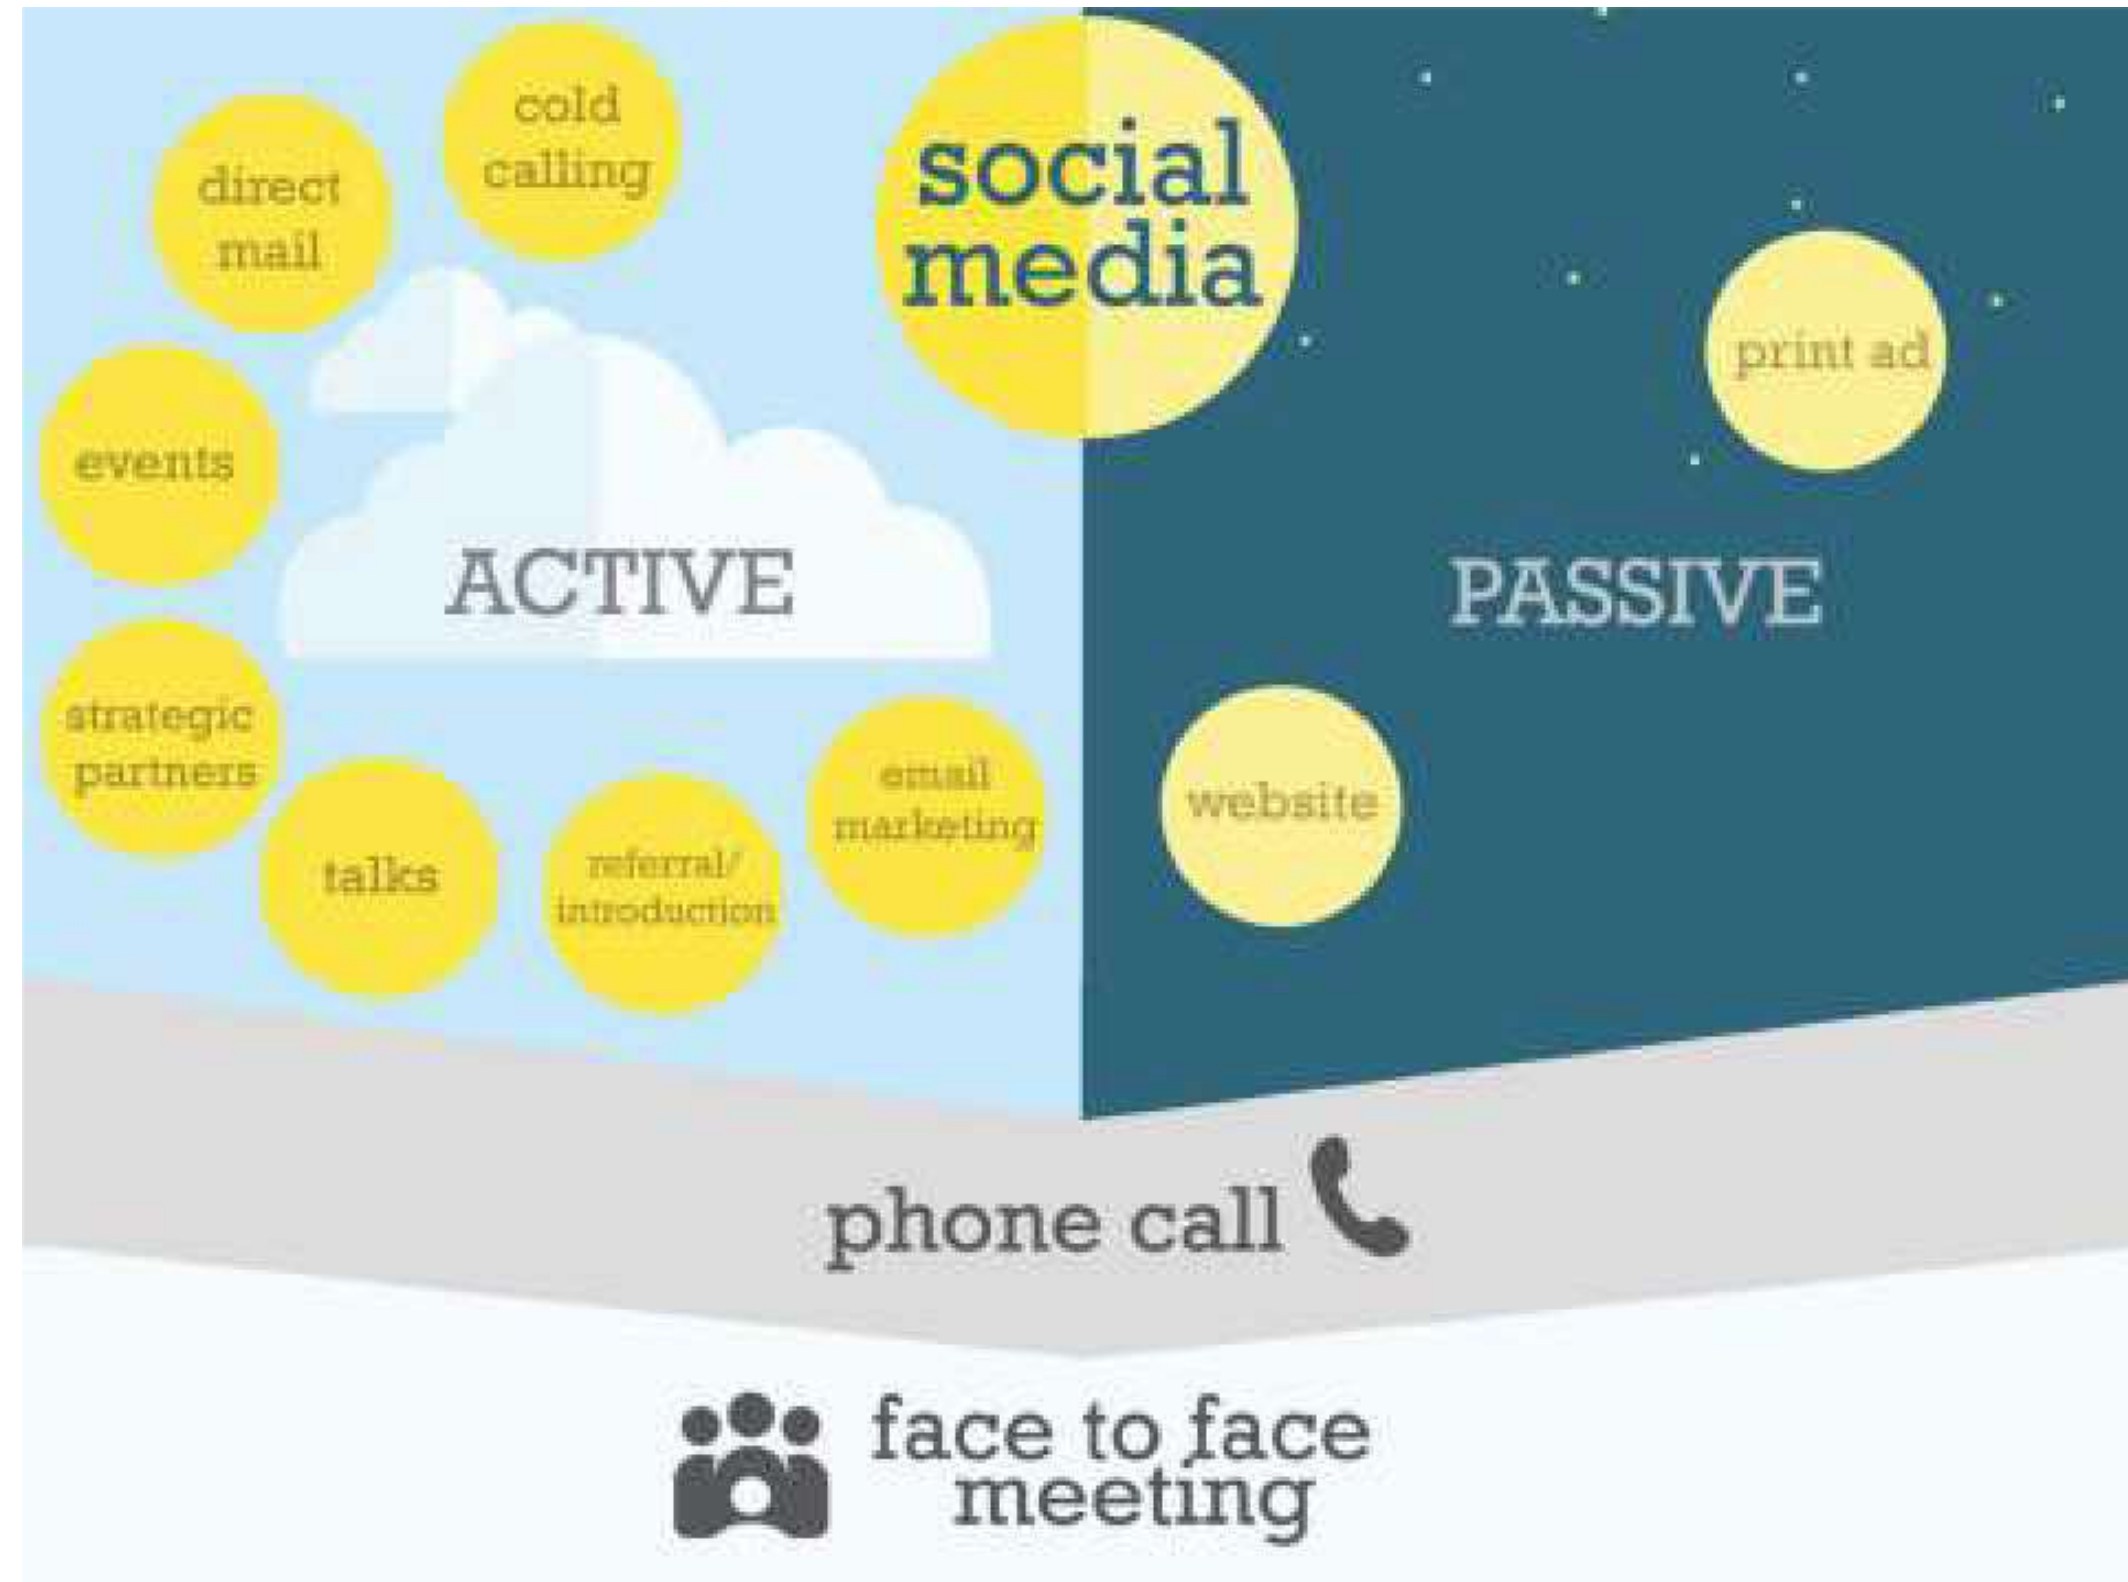 cold
calling
direct
mail
social
media
print ad
events
ACTIVE
PASSIVE
strategic
partners
talks
referral/
introduction
email
marketing
website
phone call
face to face
meeting